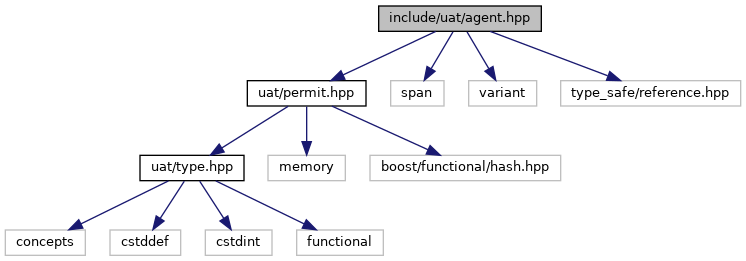 include/uat/agent.hpp
uat/permit.hpp
span
variant
type_safe/reference.hpp
uat/type.hpp
memory
boost/functional/hash.hpp
concepts
cstddef
cstdint
functional